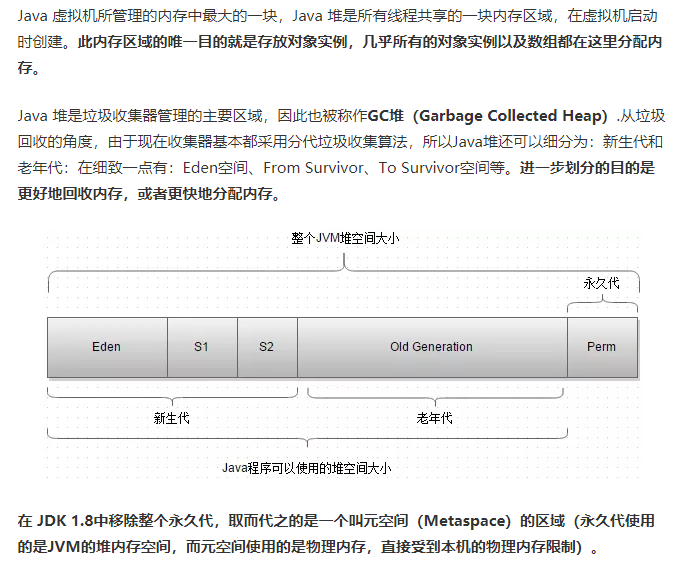 Java 虚拟机所管理的内存中最大的一块，Java 堆是所有线程共享的一块内存区域，在虚拟机启动
时创建。此内存区域的唯一目的就是存放对象实例，几乎所有的对象实例以及数组都在这里分配内
存。
Java 堆是垃圾收集器管理的主要区域，因此也被称作GC堆（Garbage Collected Heap）.从垃圾
回收的角度，由于现在收集器基本都采用分代垃圾收集算法，所以Java堆还可以细分为：新生代和
老年代：在细致一点有：Eden空间、From Survivor、To Survivor空间等。进一步划分的目的是
更好地回收内存，或者更快地分配内存。
整个JVM堆空间大小
永久代
Eden
S1
S2
Old Generation
Perm
新生代
老年代
Java程序可以使用的堆空间大小
在 JDK 1.8中移除整个永久代，取而代之的是一个叫元空间（Metaspace）的区域（永久代使用
的是JVM的堆内存空间，而元空间使用的是物理内存，直接受到本机的物理内存限制）。